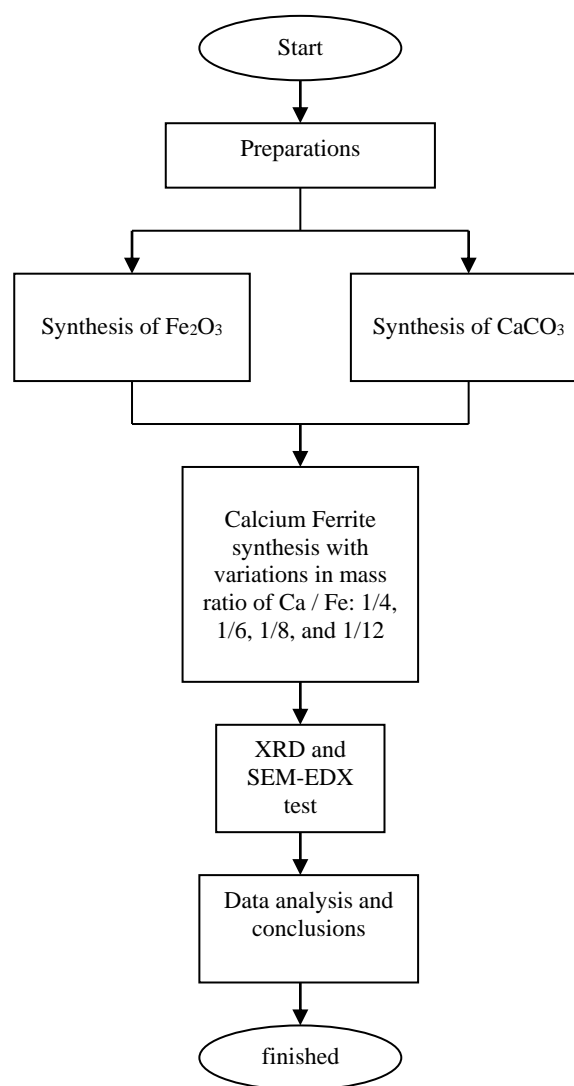 Start
Preparations
Synthesis of Fe₂O₃
Synthesis of CaCO₃
Calcium Ferrite
synthesis with
variations in mass
ratio of Ca / Fe: 1/4,
1/6, 1/8, and 1/12
XRD and
SEM-EDX
test
Data analysis and
conclusions
finished